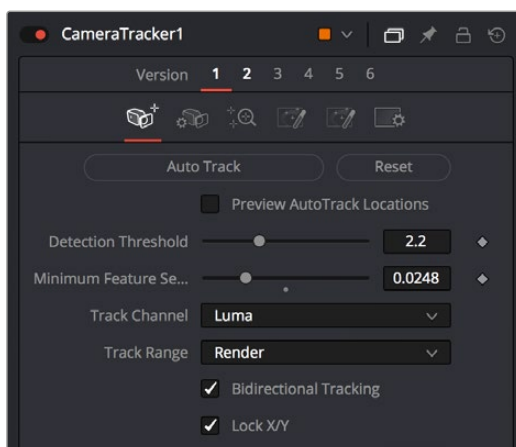 CameraTracker1
Version 1 2 3 4 5 6
Auto Track Reset
Preview AutoTrack Locations
Detection Threshold 2.2
Minimum Feature Se... 0.0248
Track Channel Luma
Track Range Render
Bidirectional Tracking
Lock X/Y